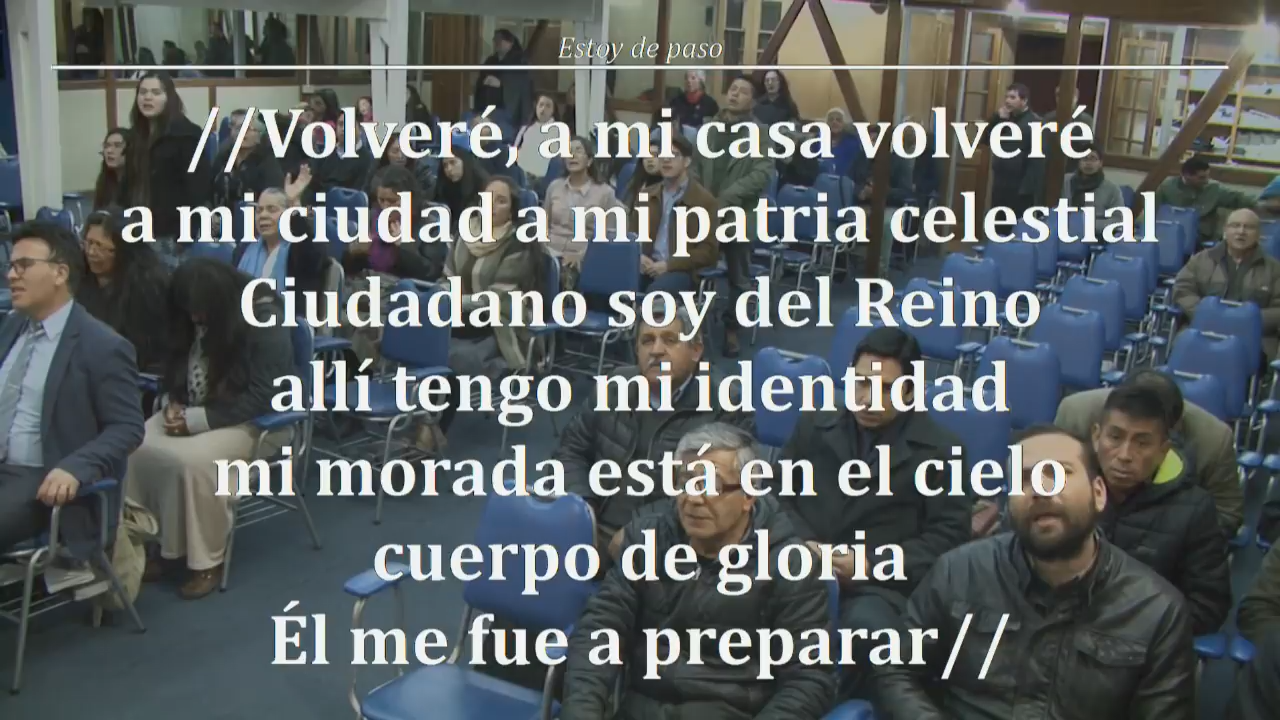 Estoy de paso
//Volveré, a mi casa volveré
a mi ciudad a mi patria celestial
Ciudadano soy del Reino
allí tengo mi identidad
mi morada está en el cielo
cuerpo de gloria
Él me fue a preparar//